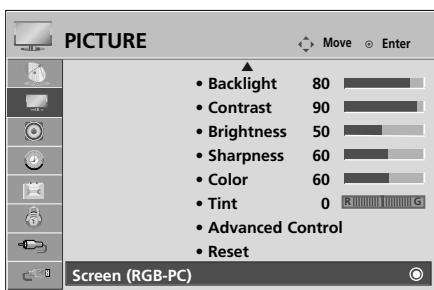 PICTURE Move Enter
• Backlight 80
• Contrast 90
• Brightness 50
• Sharpness 60
• Color 60
• Tint 0 R G
• Advanced Control
• Reset
Screen (RGB-PC)